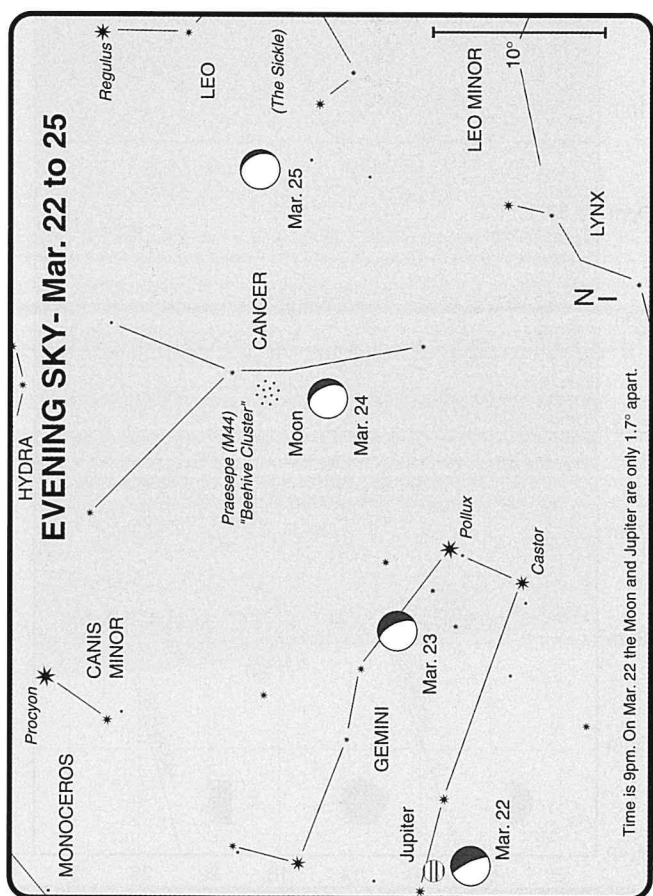 EVENING SKY- Mar. 22 to 25
HYDRA
Regulus
LEO
(The Sickle)
Mar. 25
LEO MINOR
10°
CANCER
Praesepe (M44)
"Beehive Cluster"
Moon
Mar. 24
LYNX
N
Procyon
CANIS
MINOR
MONOCEROS
GEMINI
Mar. 23
Pollux
Castor
Jupiter
Mar. 22
Time is 9pm. On Mar. 22 the Moon and Jupiter are only 1.7° apart.